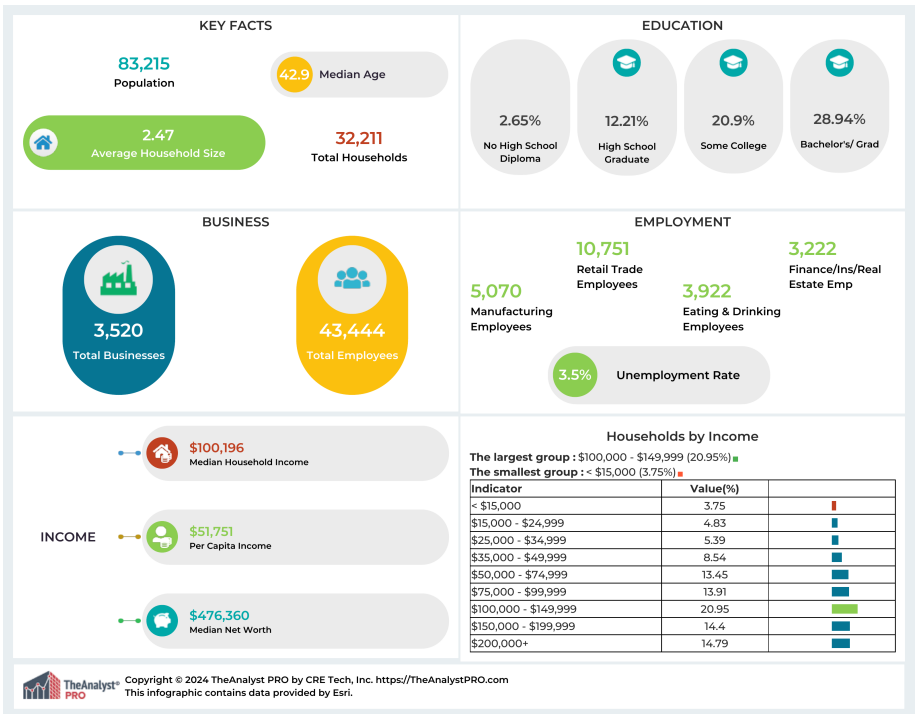 KEY FACTS
83,215
Population
42.9
Median Age
2.47
Average Household Size
32,211
Total Households
EDUCATION
2.65%
No High School
Diploma
12.21%
High School
Graduate
20.9%
Some College
28.94%
Bachelor's/ Grad
BUSINESS
3,520
Total Businesses
43,444
Total Employees
EMPLOYMENT
5,070
Manufacturing
Employees
10,751
Retail Trade
Employees
3,922
Eating & Drinking
Employees
3,222
Finance/Ins/Real
Estate Emp
3.5%
Unemployment Rate
INCOME
$100,196
Median Household Income
$51,751
Per Capita Income
$476,360
Median Net Worth
Households by Income
The largest group : $100,000 - $149,999 (20.95%)
The smallest group : < $15,000 (3.75%)
Indicator Value(%)
< $15,000 3.75
$15,000 - $24,999 4.83
$25,000 - $34,999 5.39
$35,000 - $49,999 8.54
$50,000 - $74,999 13.45
$75,000 - $99,999 13.91
$100,000 - $149,999 20.95
$150,000 - $199,999 14.4
$200,000+ 14.79
TheAnalyst®
PRO
Copyright © 2024 TheAnalyst PRO by CRE Tech, Inc. https://TheAnalystPRO.com
This infographic contains data provided by Esri.